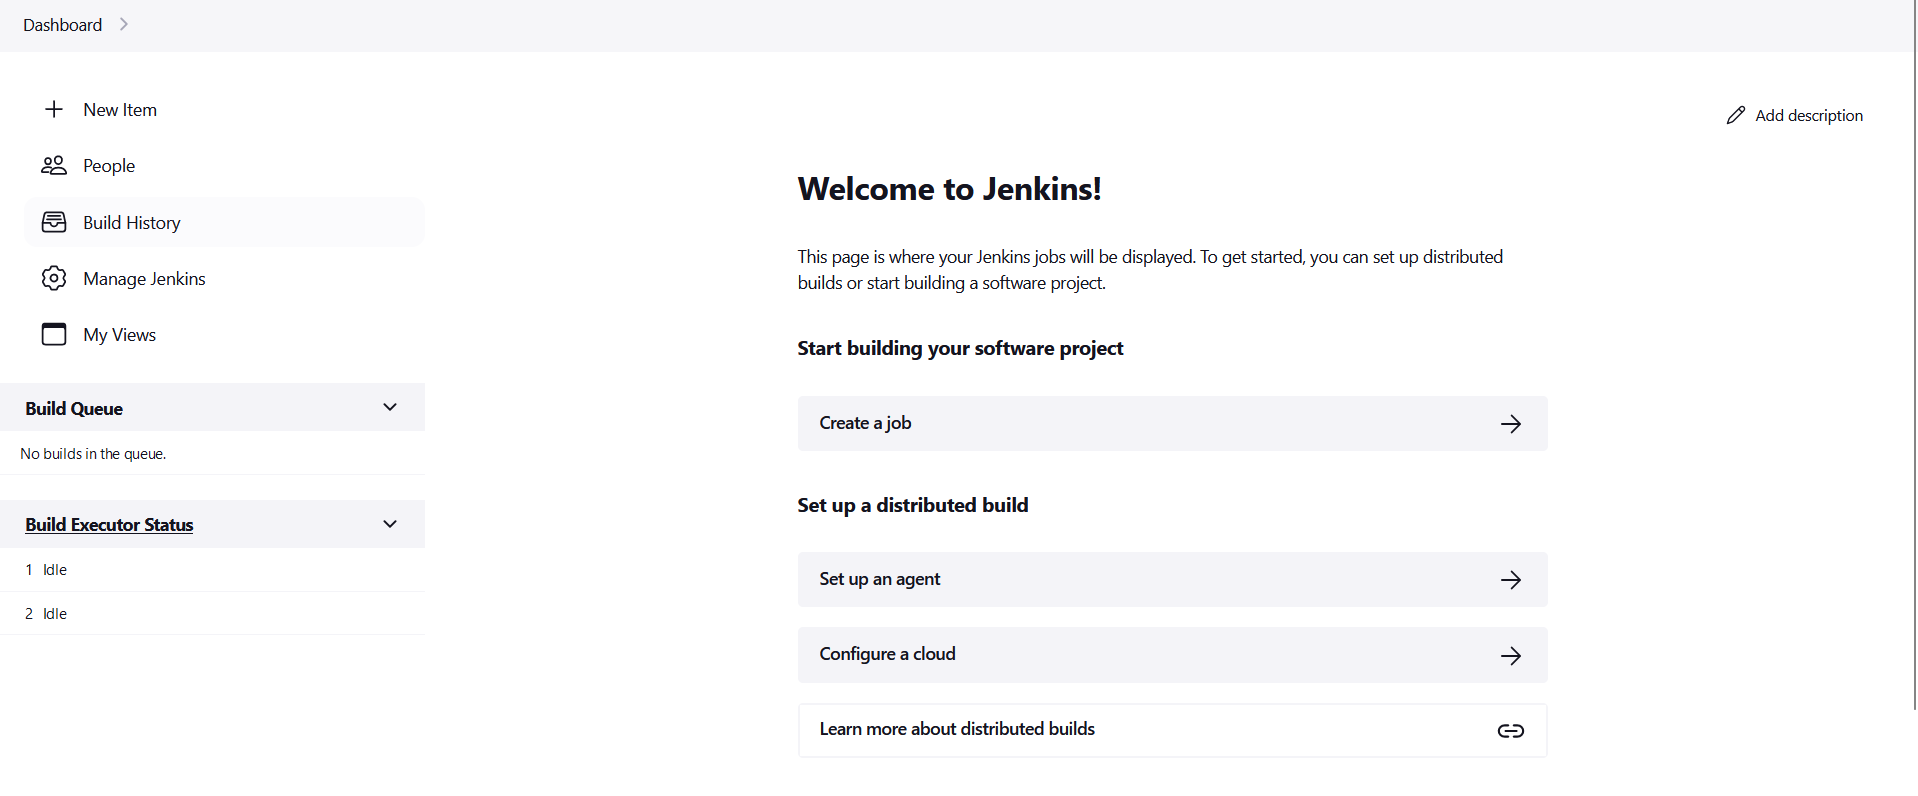 Dashboard
New Item
People
Build History
Manage Jenkins
My Views
Build Queue
No builds in the queue.
Build Executor Status
1 Idle
2 Idle
Add description
Welcome to Jenkins!
This page is where your Jenkins jobs will be displayed. To get started, you can set up distributed
builds or start building a software project.
Start building your software project
Create a job
Set up a distributed build
Set up an agent
Configure a cloud
Learn more about distributed builds